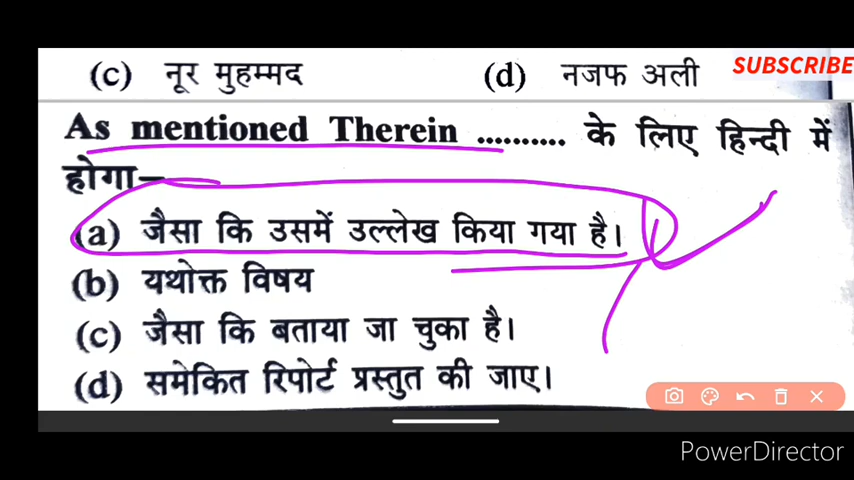 (c) नूर मुहम्मद (d) नजफ अली SUBSCRIBE
As mentioned Therein .......... के लिए हिन्दी में
होगा–
(a) जैसा कि उसमें उल्लेख किया गया है।
(b) यथोक्त विषय
(c) जैसा कि बताया जा चुका है।
(d) समेकित रिपोर्ट प्रस्तुत की जाए।
PowerDirector